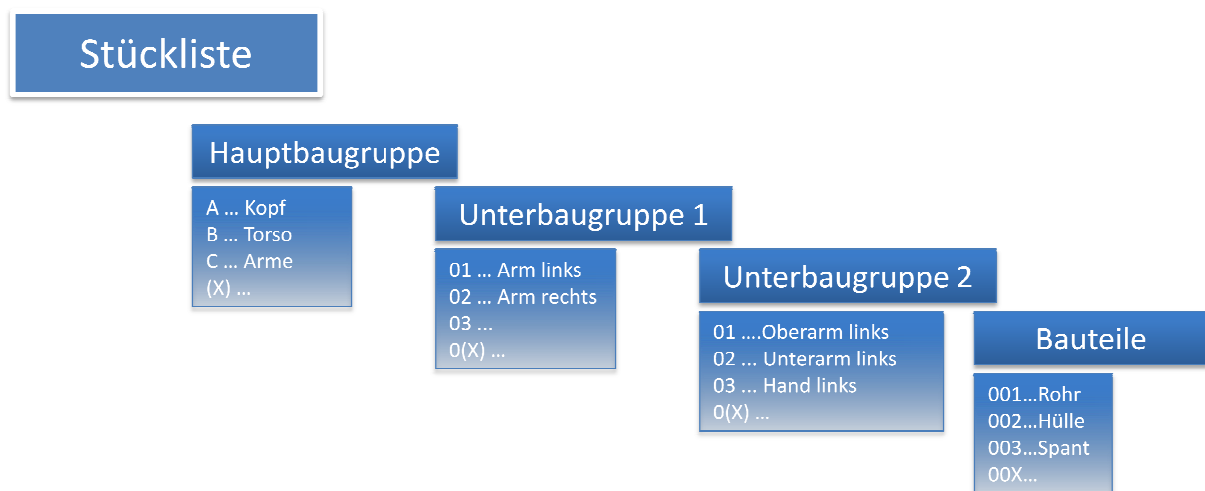 Stückliste
Hauptbaugruppe
A ... Kopf
B ... Torso
C ... Arme
(X) ...
Unterbaugruppe 1
01 ... Arm links
02 ... Arm rechts
03 ...
0(X) ...
Unterbaugruppe 2
01 ....Oberarm links
02 ... Unterarm links
03 ... Hand links
0(X) ...
Bauteile
001...Rohr
002...Hülle
003...Spant
00X...